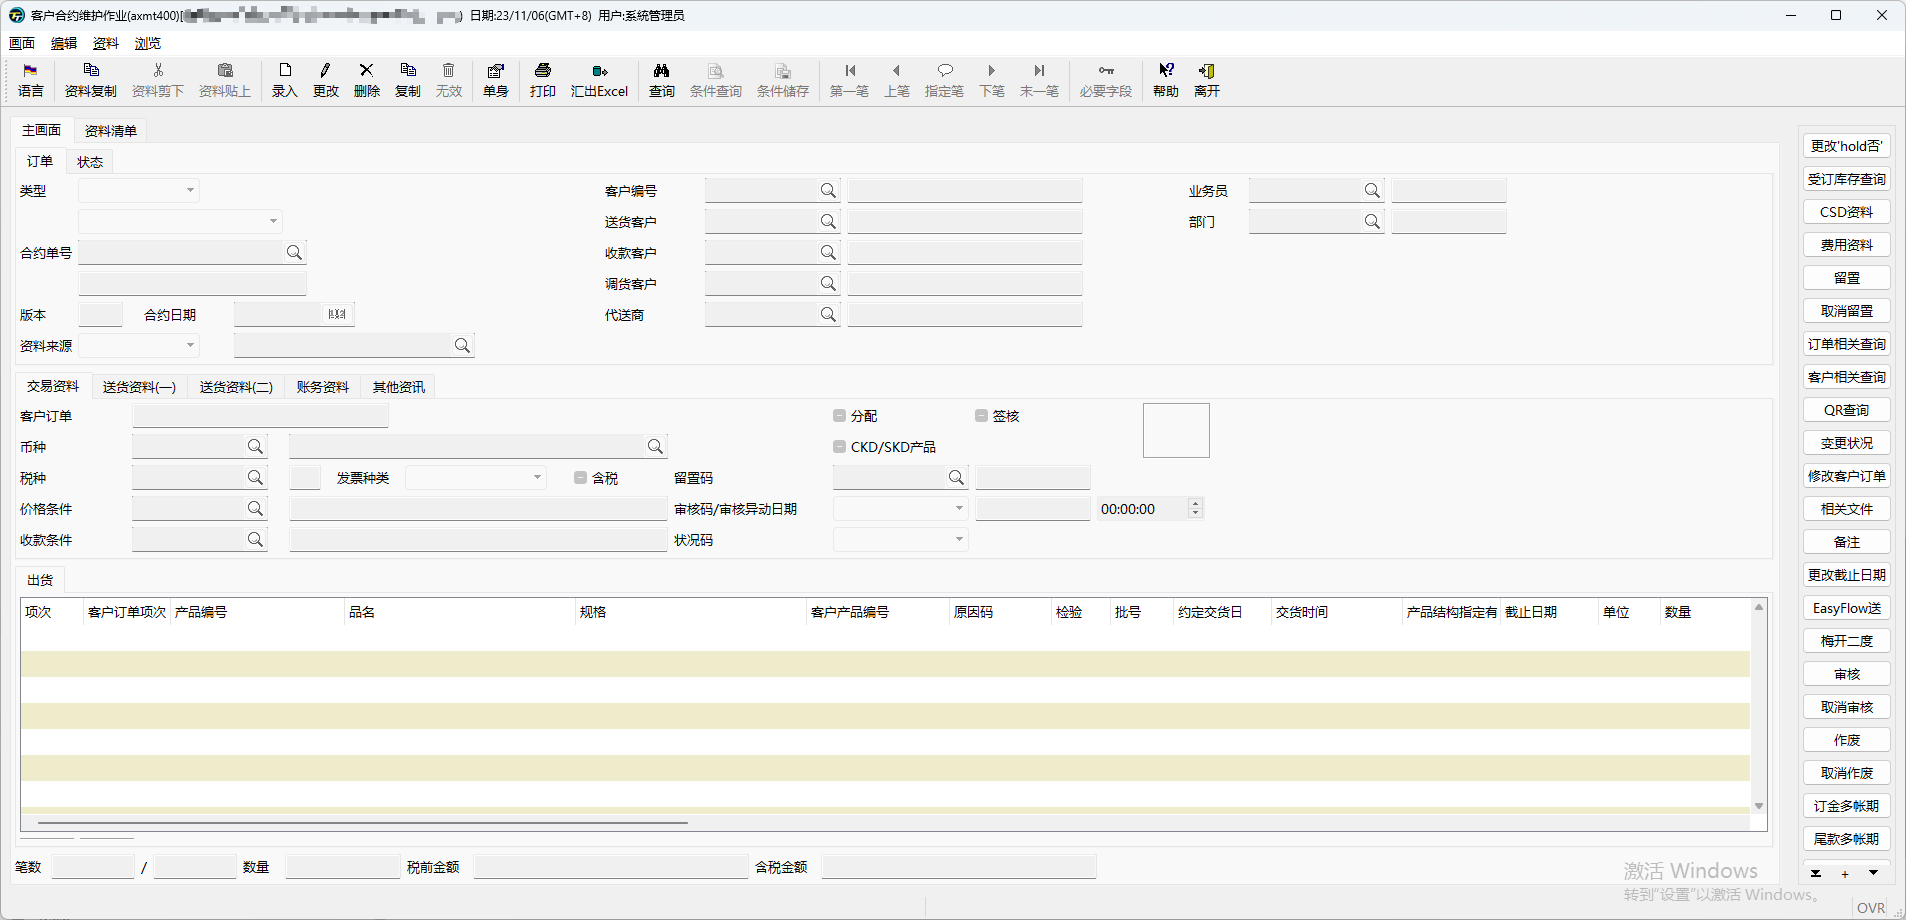 客户合约维护作业(axmt400)[ ) 日期:23/11/06(GMT+8) 用户:系统管理员
画面 编辑 资料 浏览
语言 资料复制 资料剪下 资料贴上 录入 更改 删除 复制 无效 单身 打印 汇出Excel 查询 条件查询 条件储存 第一笔 上笔 指定笔 下笔 末一笔 必要字段 帮助 离开
主画面 资料清单
订单 状态
类型 客户编号 业务员
送货客户 部门
合约单号 收款客户
调货客户
版本 合约日期 代送商
资料来源
交易资料 送货资料(一) 送货资料(二) 账务资料 其他资讯
客户订单 分配 签核
币种 CKD/SKD产品
税种 发票种类 含税 留置码
价格条件 审核码/审核异动日期 00:00:00
收款条件 状况码
出货
项次 客户订单项次 产品编号 品名 规格 客户产品编号 原因码 检验 批号 约定交货日 交货时间 产品结构指定有 截止日期 单位 数量
笔数 / 数量 税前金额 含税金额
更改'hold否'
受订库存查询
CSD资料
费用资料
留置
取消留置
订单相关查询
客户相关查询
QR查询
变更状况
修改客户订单
相关文件
备注
更改截止日期
EasyFlow送
梅开二度
审核
取消审核
作废
取消作废
订金多帐期
尾款多帐期
激活 Windows
转到"设置"以激活 Windows。
OVR